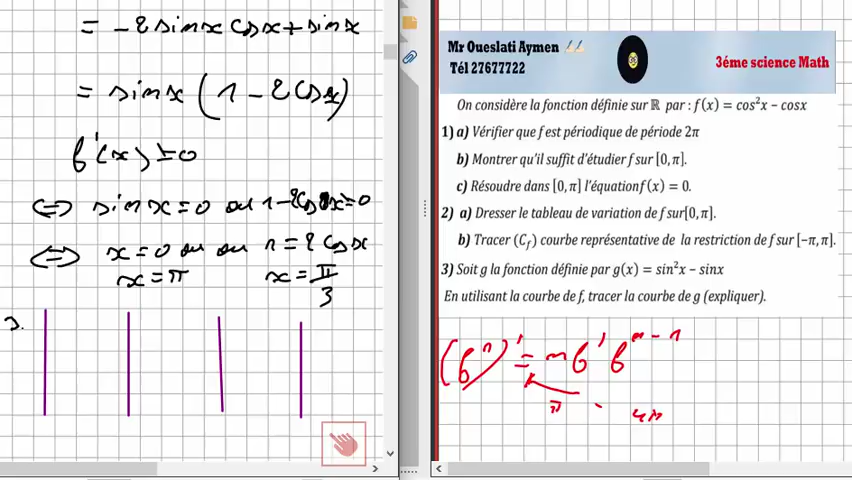 = -2 sinx cosx + sinx
= sinx (1 - 2cosx)
f'(x) = 0
⇔ sinx = 0 ou 1-2cosx = 0
⇔ x = 0 ou ou 1 = 2 cosx
x = π x = π/3
Mr Oueslati Aymen ✍🏻✍🏻
Tél 27677722
3éme science Math
On considère la fonction définie sur ℝ par : f(x) = cos²x - cosx
1) a) Vérifier que f est périodique de période 2π
b) Montrer qu'il suffit d'étudier f sur [0, π].
c) Résoudre dans [0, π] l'équationf(x) = 0.
2) a) Dresser le tableau de variation de f sur[0, π].
b) Tracer (Cf) courbe représentative de la restriction de f sur [-π, π].
3) Soit g la fonction définie par g(x) = sin²x - sinx
En utilisant la courbe de f, tracer la courbe de g (expliquer).
(fⁿ)' = n f' fⁿ⁻¹